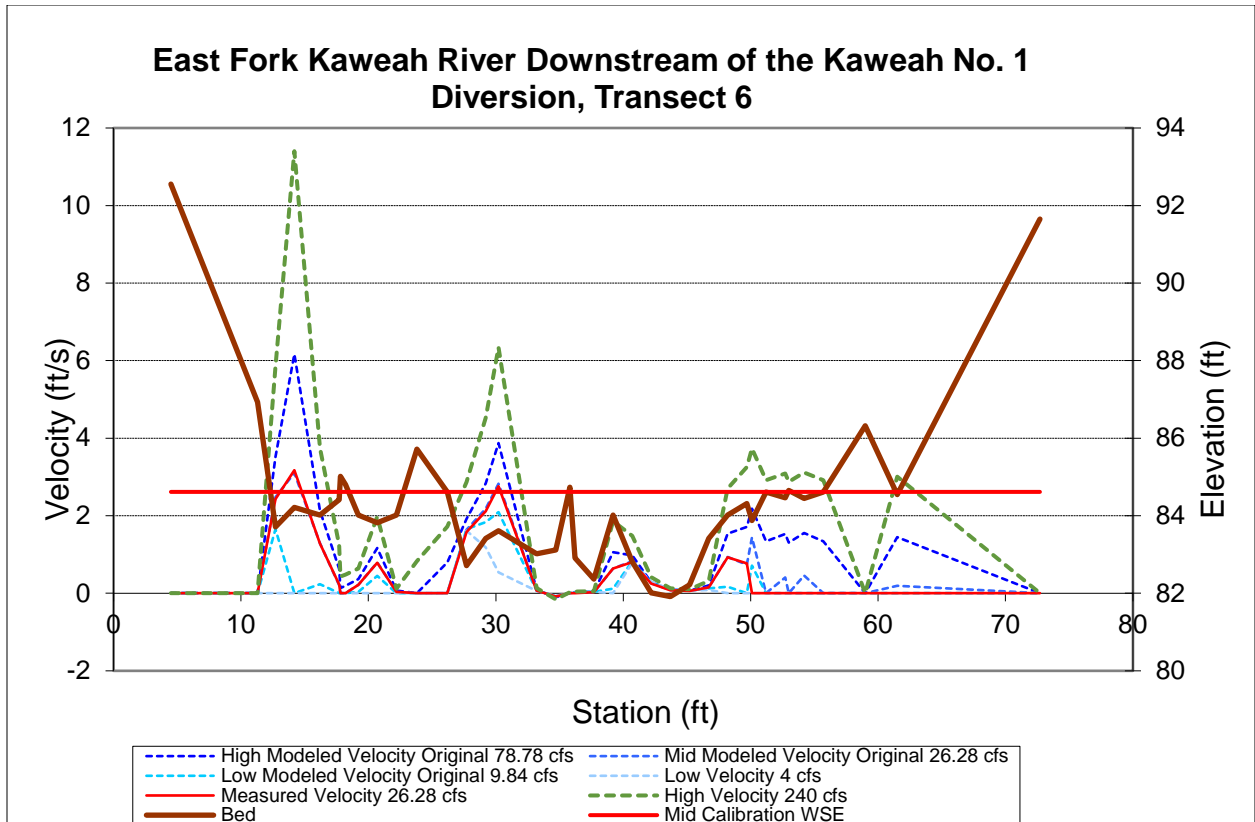 East Fork Kaweah River Downstream of the Kaweah No. 1
Diversion, Transect 6
12
10
8
6
4
2
0
-2
Velocity (ft/s)
94
92
90
88
86
84
82
80
Elevation (ft)
0 10 20 30 40 50 60 70 80
Station (ft)
High Modeled Velocity Original 78.78 cfs
Mid Modeled Velocity Original 26.28 cfs
Low Modeled Velocity Original 9.84 cfs
Low Velocity 4 cfs
Measured Velocity 26.28 cfs
High Velocity 240 cfs
Bed
Mid Calibration WSE